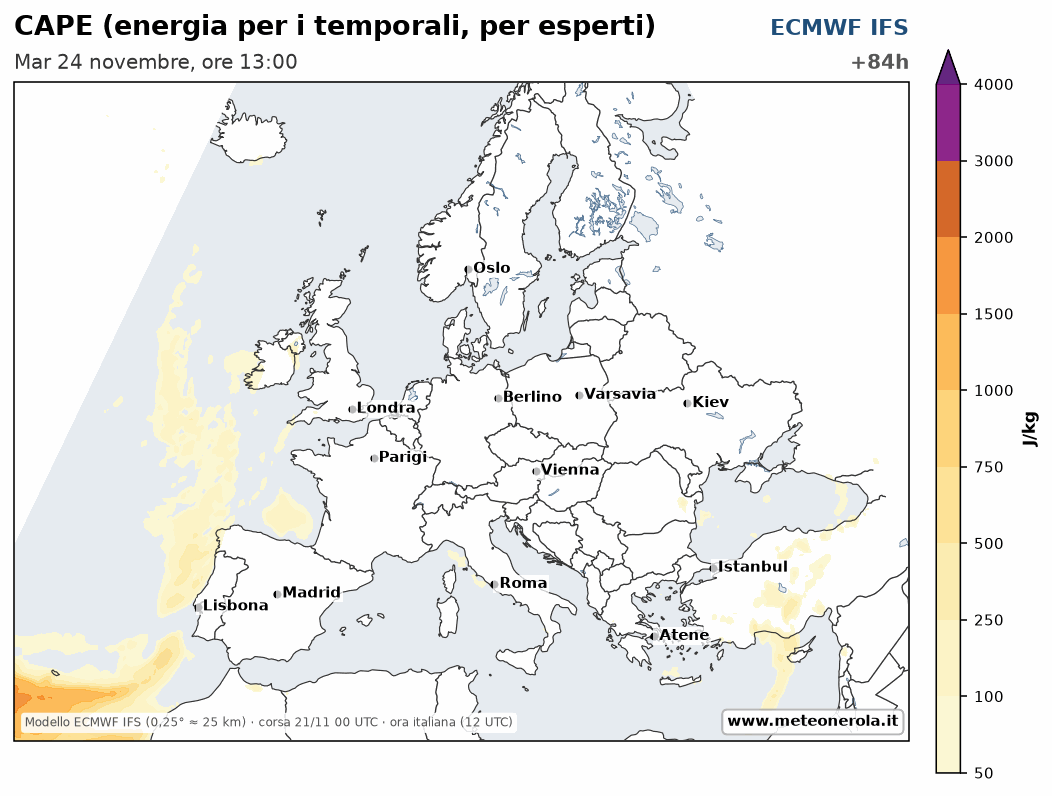 CAPE (energia per i temporali, per esperti)
ECMWF IFS
Mar 24 novembre, ore 13:00
+84h
4000
3000
2000
1500
1000
750
500
250
100
50
J/kg
Oslo
Berlino
Varsavia
Kiev
Londra
Parigi
Vienna
Istanbul
Roma
Madrid
Lisbona
Atene
Modello ECMWF IFS (0,25° ≈ 25 km) · corsa 21/11 00 UTC · ora italiana (12 UTC)
www.meteonerola.it